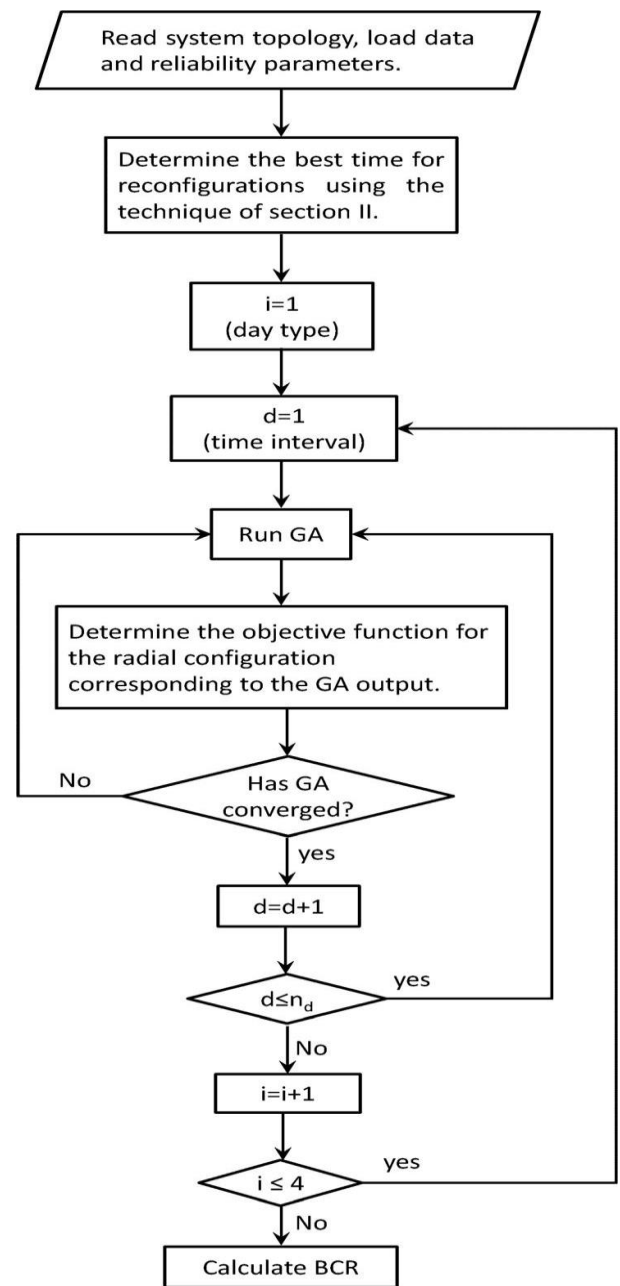 Read system topology, load data
and reliability parameters.
Determine the best time for
reconfigurations using the
technique of section II.
i=1
(day type)
d=1
(time interval)
Run GA
Determine the objective function for
the radial configuration
corresponding to the GA output.
No
Has GA
converged?
yes
d=d+1
d≤n_d
yes
No
i=i+1
i ≤ 4
yes
No
Calculate BCR